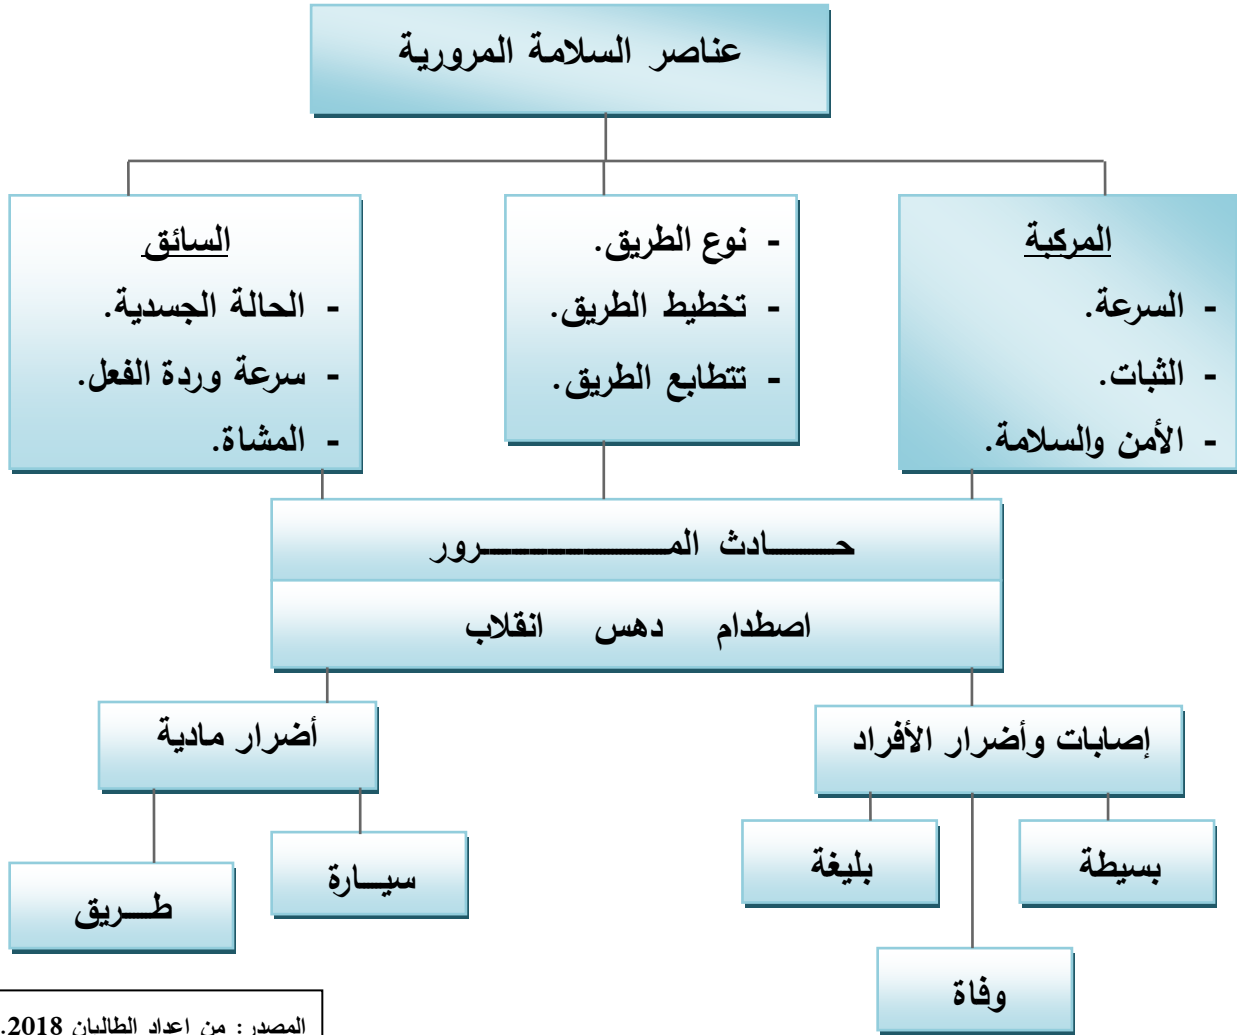 عناصر السلامة المرورية
المركبة
- السرعة.
- الثبات.
- الأمن والسلامة.
- نوع الطريق.
- تخطيط الطريق.
- تتطابع الطريق.
السائق
- الحالة الجسدية.
- سرعة وردة الفعل.
- المشاة.
حـــــادث المــــــــــــــرور
اصطدام دهس انقلاب
إصابات وأضرار الأفراد
أضرار مادية
بسيطة
بليغة
وفاة
سيـــارة
طـــريق
المصدر: من اعداد الطالبان 2018.